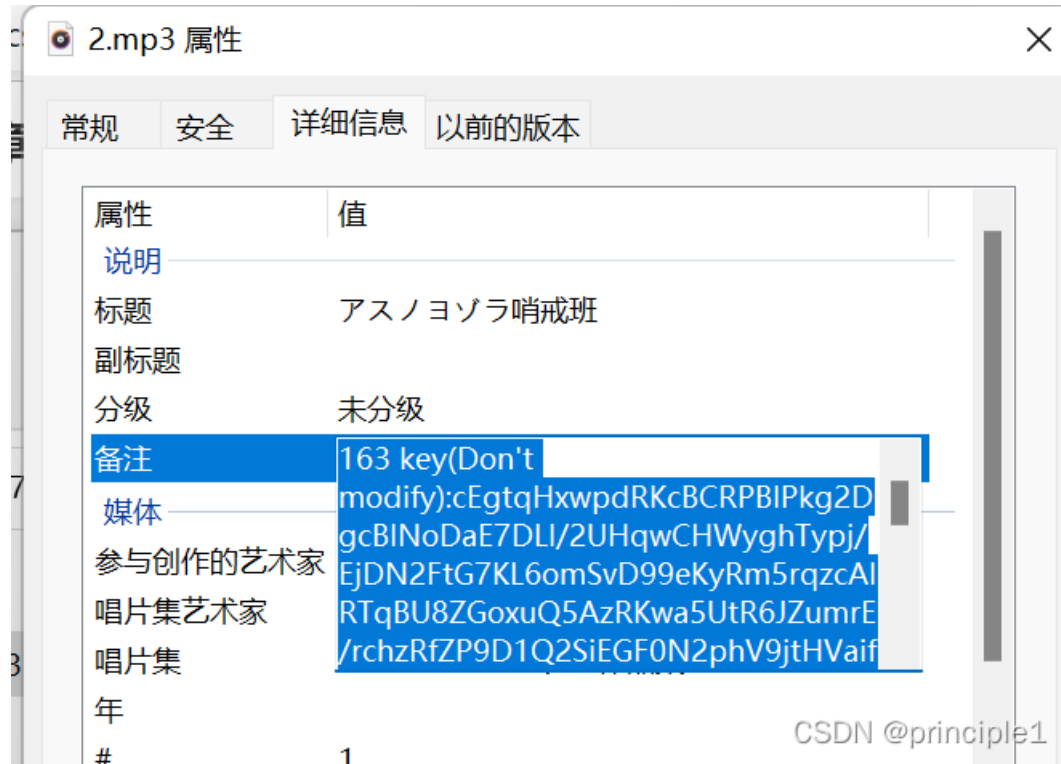 2.mp3 属性
常规 安全 详细信息 以前的版本
属性 值
说明
标题 アスノヨゾラ哨戒班
副标题
分级 未分级
备注 163 key(Don't
modify):cEgtqHxwpdRKcBCRPBIPkg2D
gcBINoDaE7DLI/2UHqwCHWyghTypj/
EjDN2FtG7KL6omSvD99eKyRm5rqzcAI
RTqBU8ZGoxuQ5AzRKwa5UtR6JZumrE
/rchzRfZP9D1Q2SiEGF0N2phV9jtHVaif
媒体
参与创作的艺术家
唱片集艺术家
唱片集
年
# 1
7
3
CSDN @principle1